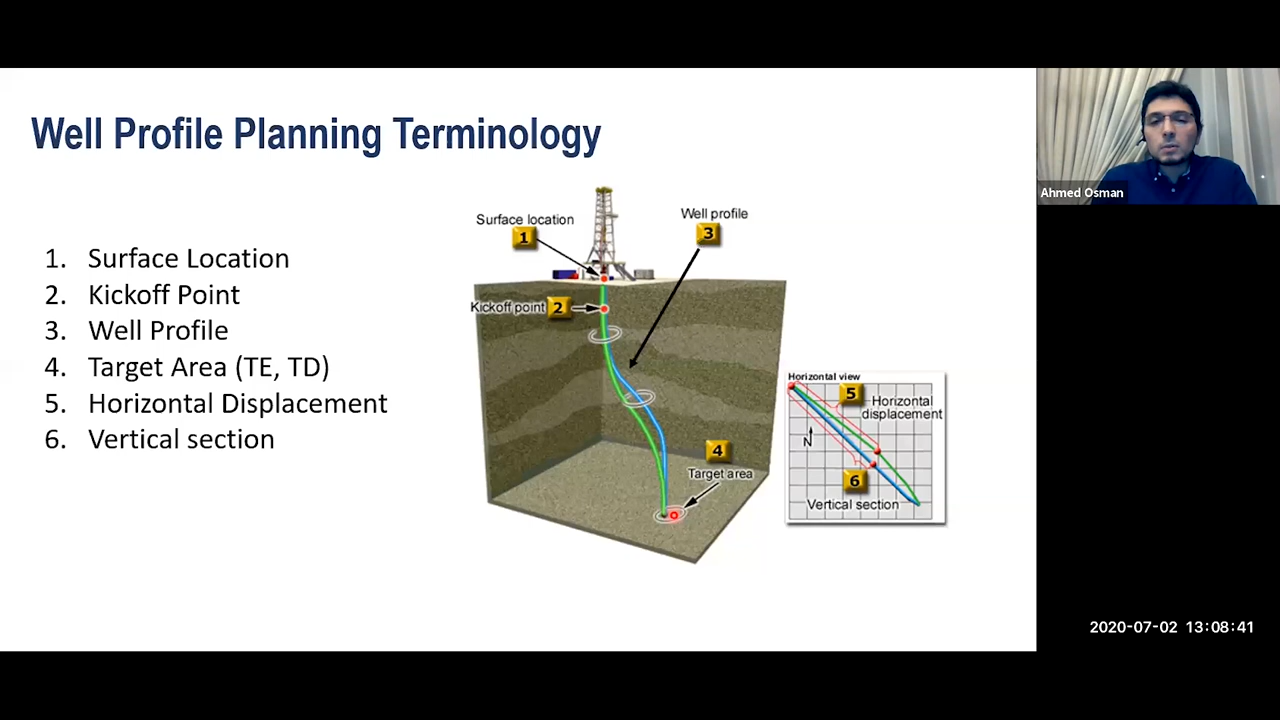 Well Profile Planning Terminology
1. Surface Location
2. Kickoff Point
3. Well Profile
4. Target Area (TE, TD)
5. Horizontal Displacement
6. Vertical section
Surface location
1
Well profile
3
Kickoff point 2
4
Target area
Horizontal view
5
Horizontal
displacement
N
6
Vertical section
Ahmed Osman
2020-07-02 13:08:41